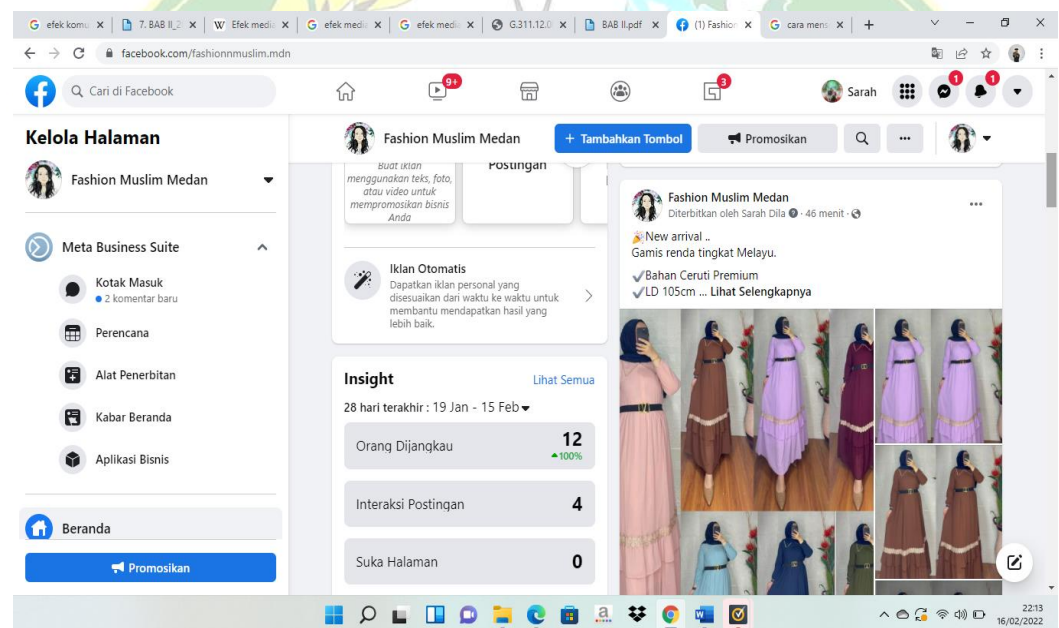 efek komu
7. BAB II_2
Efek media
efek media
efek media
G.311.12.0
BAB II.pdf
(1) Fashion
cara mens
facebook.com/fashionnmuslim.mdn
Cari di Facebook
9+
3
Sarah
1
1
Kelola Halaman
Fashion Muslim Medan
Meta Business Suite
Kotak Masuk
2 komentar baru
Perencana
Alat Penerbitan
Kabar Beranda
Aplikasi Bisnis
Beranda
Promosikan
Fashion Muslim Medan
+ Tambahkan Tombol
Promosikan
Buat iklan
menggunakan teks, foto,
atau video untuk
mempromosikan bisnis
Anda
Postingan
Iklan Otomatis
Dapatkan iklan personal yang
disesuaikan dari waktu ke waktu untuk
membantu mendapatkan hasil yang
lebih baik.
Insight
Lihat Semua
28 hari terakhir : 19 Jan - 15 Feb
Orang Dijangkau
12
100%
Interaksi Postingan
4
Suka Halaman
0
Fashion Muslim Medan
Diterbitkan oleh Sarah Dila · 46 menit ·
New arrival ..
Gamis renda tingkat Melayu.
✓Bahan Ceruti Premium
✓LD 105cm ... Lihat Selengkapnya
22:13
16/02/2022